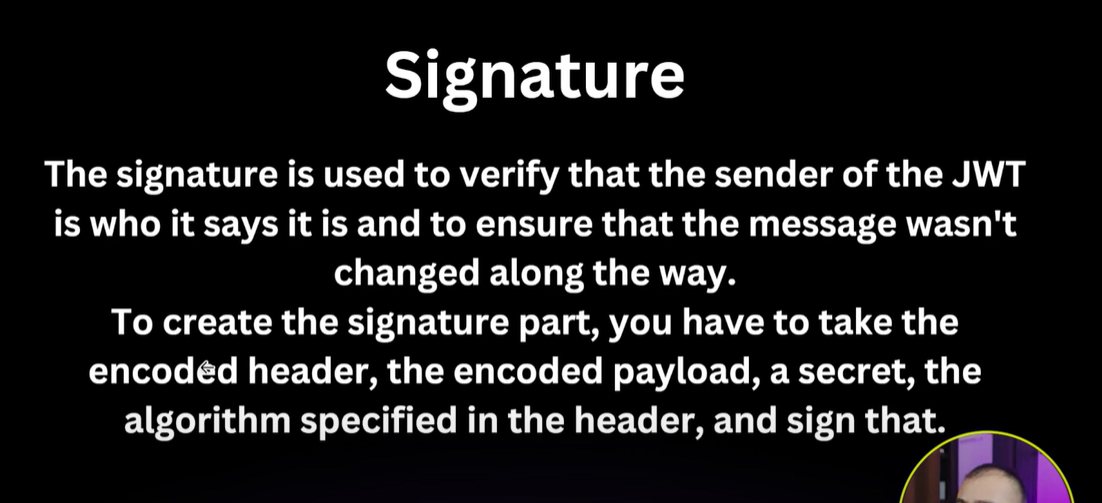 Signature
The signature is used to verify that the sender of the JWT
is who it says it is and to ensure that the message wasn't
changed along the way.
To create the signature part, you have to take the
encoded header, the encoded payload, a secret, the
algorithm specified in the header, and sign that.